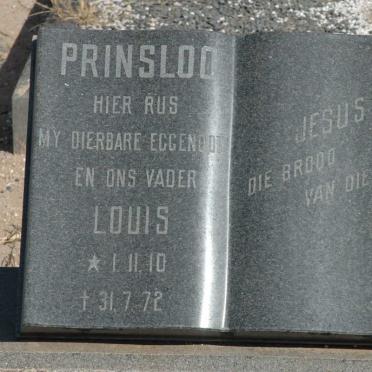 PRINSLOO
HIER RUS
MY DIERBARE EGGENOOT
EN ONS VADER
LOUIS
* 1.11.10
† 31.7.72
JESUS
DIE BROOD
VAN DIE